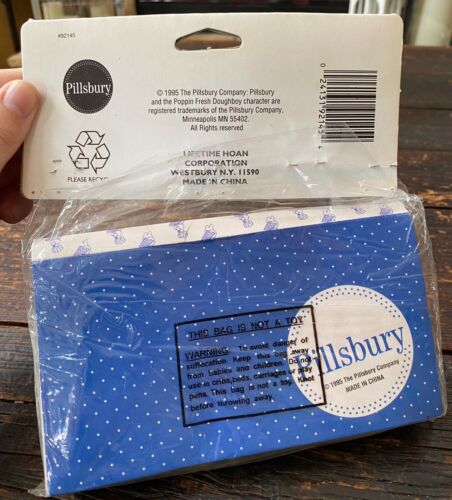 #92145
Pillsbury
© 1995 The Pillsbury Company: Pillsbury
and the Poppin Fresh Doughboy character are
registered trademarks of the Pillsbury Company,
Minneapolis MN 55402.
All Rights reserved
PLEASE RECYCLE
LIFETIME HOAN
CORPORATION
WESTBURY N.Y. 11590
MADE IN CHINA
THIS BAG IS NOT A TOY
WARNING: To avoid danger of
suffocation Keep this bag away
from babies and children. Do not
use in cribs,beds, carriages or play
pens. This bag is not a toy. Knot
before throwing away.
Pillsbury
© 1995 The Pillsbury Company
MADE IN CHINA